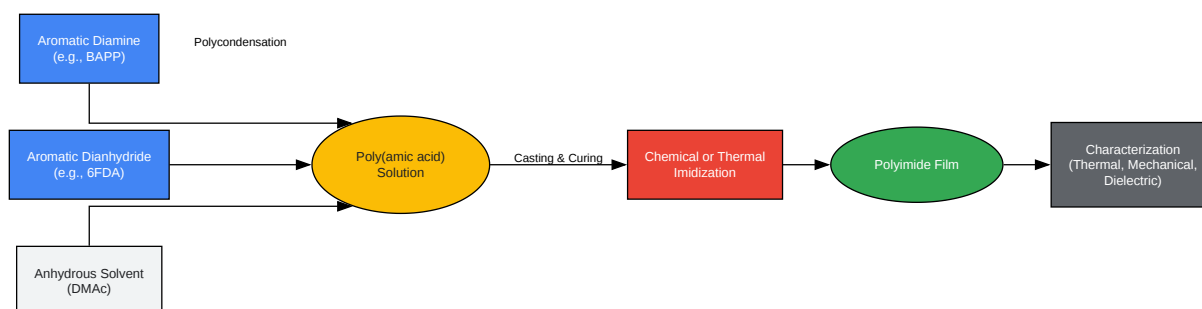 Aromatic Diamine
(e.g., BAPP)
Polycondensation
Aromatic Dianhydride
(e.g., 6FDA)
Anhydrous Solvent
(DMAc)
Poly(amic acid)
Solution
Casting & Curing
Chemical or Thermal
Imidization
Polyimide Film
Characterization
(Thermal, Mechanical,
Dielectric)